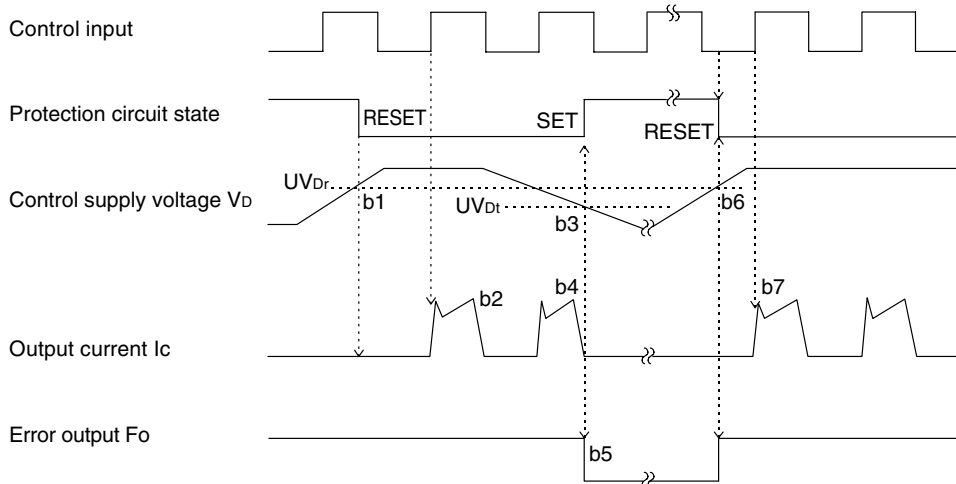 Control input
Protection circuit state
RESET
SET
RESET
Control supply voltage VD
UVDr
b1
UVDt
b3
b6
b2
b4
b7
Output current Ic
Error output Fo
b5